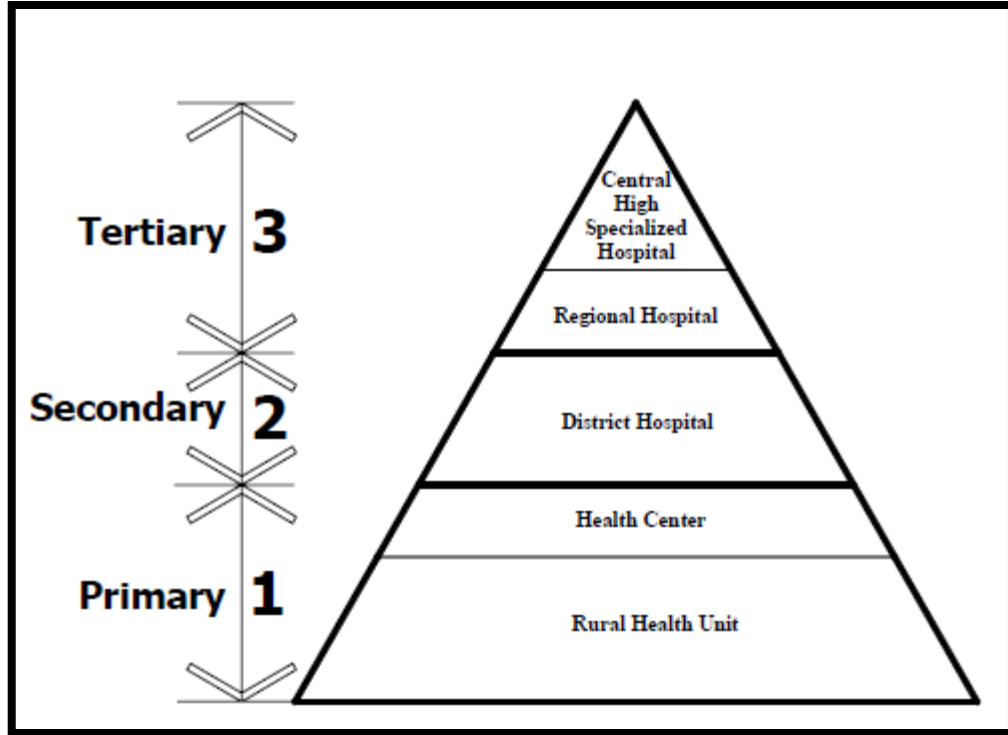 Central
High
Specialized
Hospital
Tertiary 3
Regional Hospital
Secondary 2
District Hospital
Health Center
Primary 1
Rural Health Unit